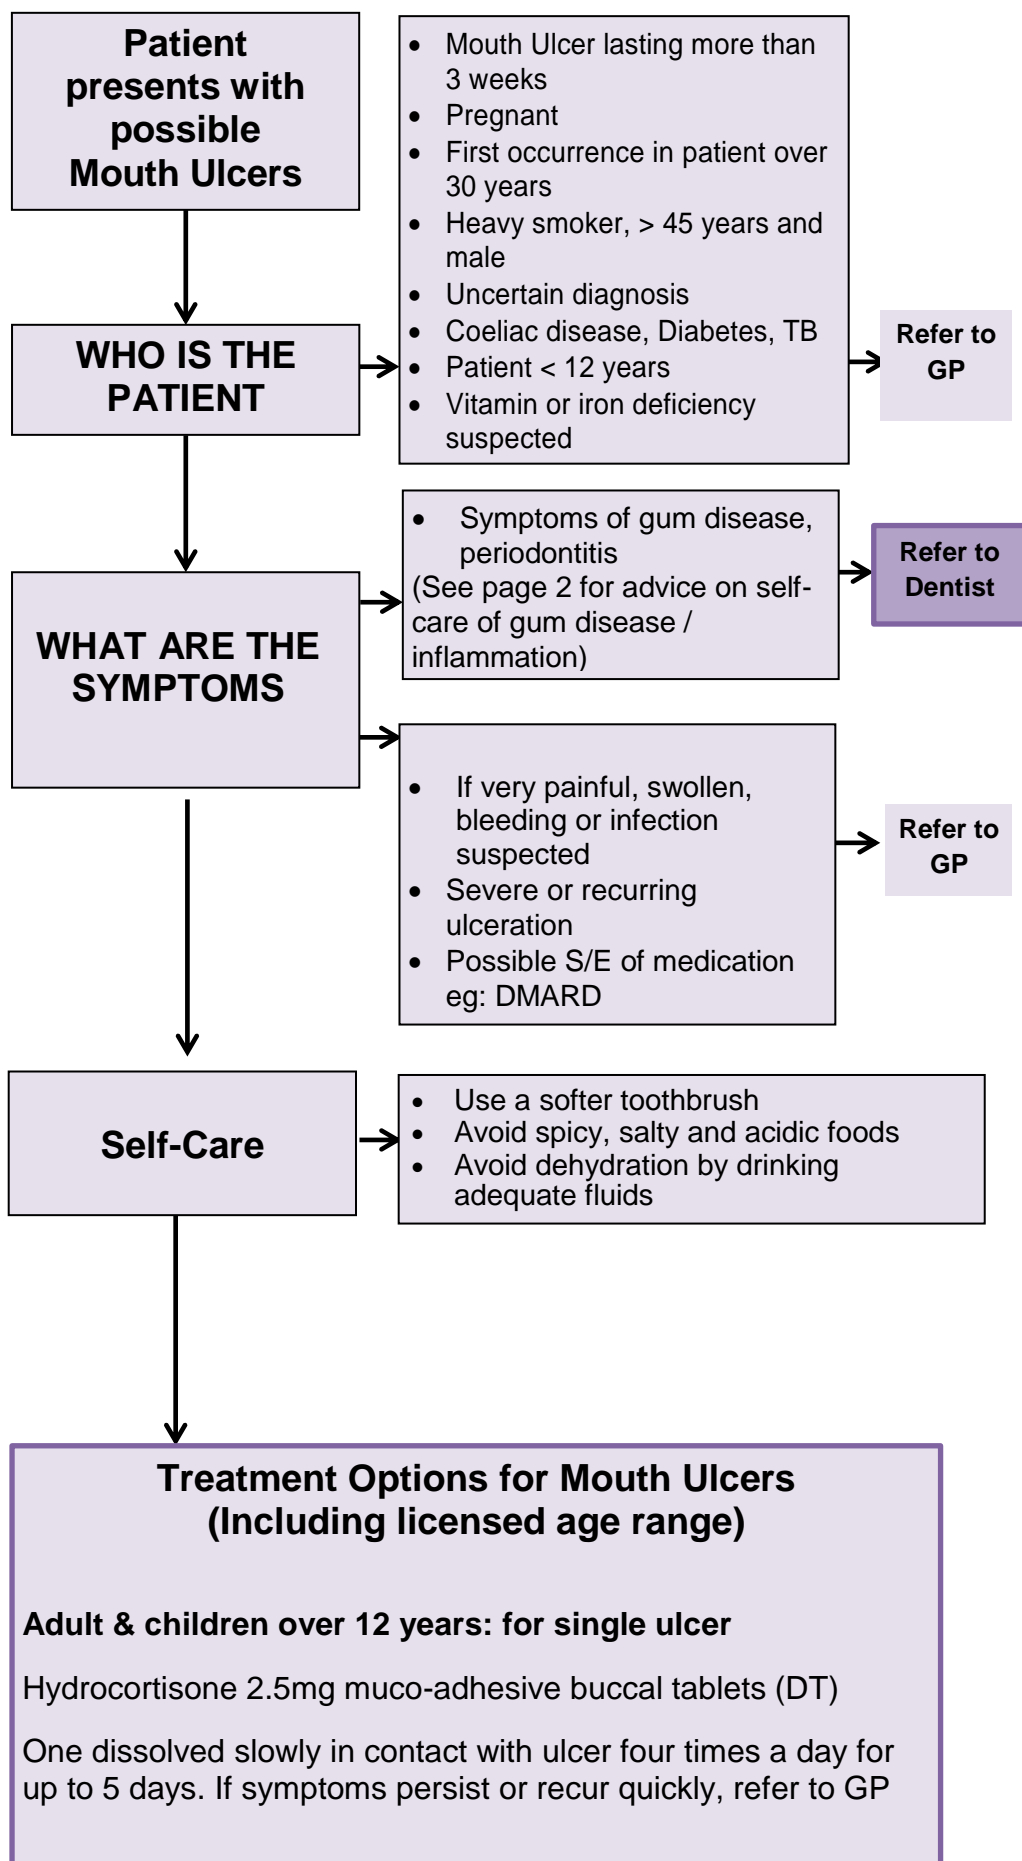 Patient
presents with
possible
Mouth Ulcers
• Mouth Ulcer lasting more than
3 weeks
• Pregnant
• First occurrence in patient over
30 years
• Heavy smoker, > 45 years and
male
• Uncertain diagnosis
• Coeliac disease, Diabetes, TB
• Patient < 12 years
• Vitamin or iron deficiency
suspected
WHO IS THE
PATIENT
Refer to
GP
• Symptoms of gum disease,
periodontitis
(See page 2 for advice on self-
care of gum disease /
inflammation)
Refer to
Dentist
WHAT ARE THE
SYMPTOMS
• If very painful, swollen,
bleeding or infection
suspected
• Severe or recurring
ulceration
• Possible S/E of medication
eg: DMARD
Refer to
GP
Self-Care
• Use a softer toothbrush
• Avoid spicy, salty and acidic foods
• Avoid dehydration by drinking
adequate fluids
Treatment Options for Mouth Ulcers
(Including licensed age range)
Adult & children over 12 years: for single ulcer
Hydrocortisone 2.5mg muco-adhesive buccal tablets (DT)
One dissolved slowly in contact with ulcer four times a day for
up to 5 days. If symptoms persist or recur quickly, refer to GP